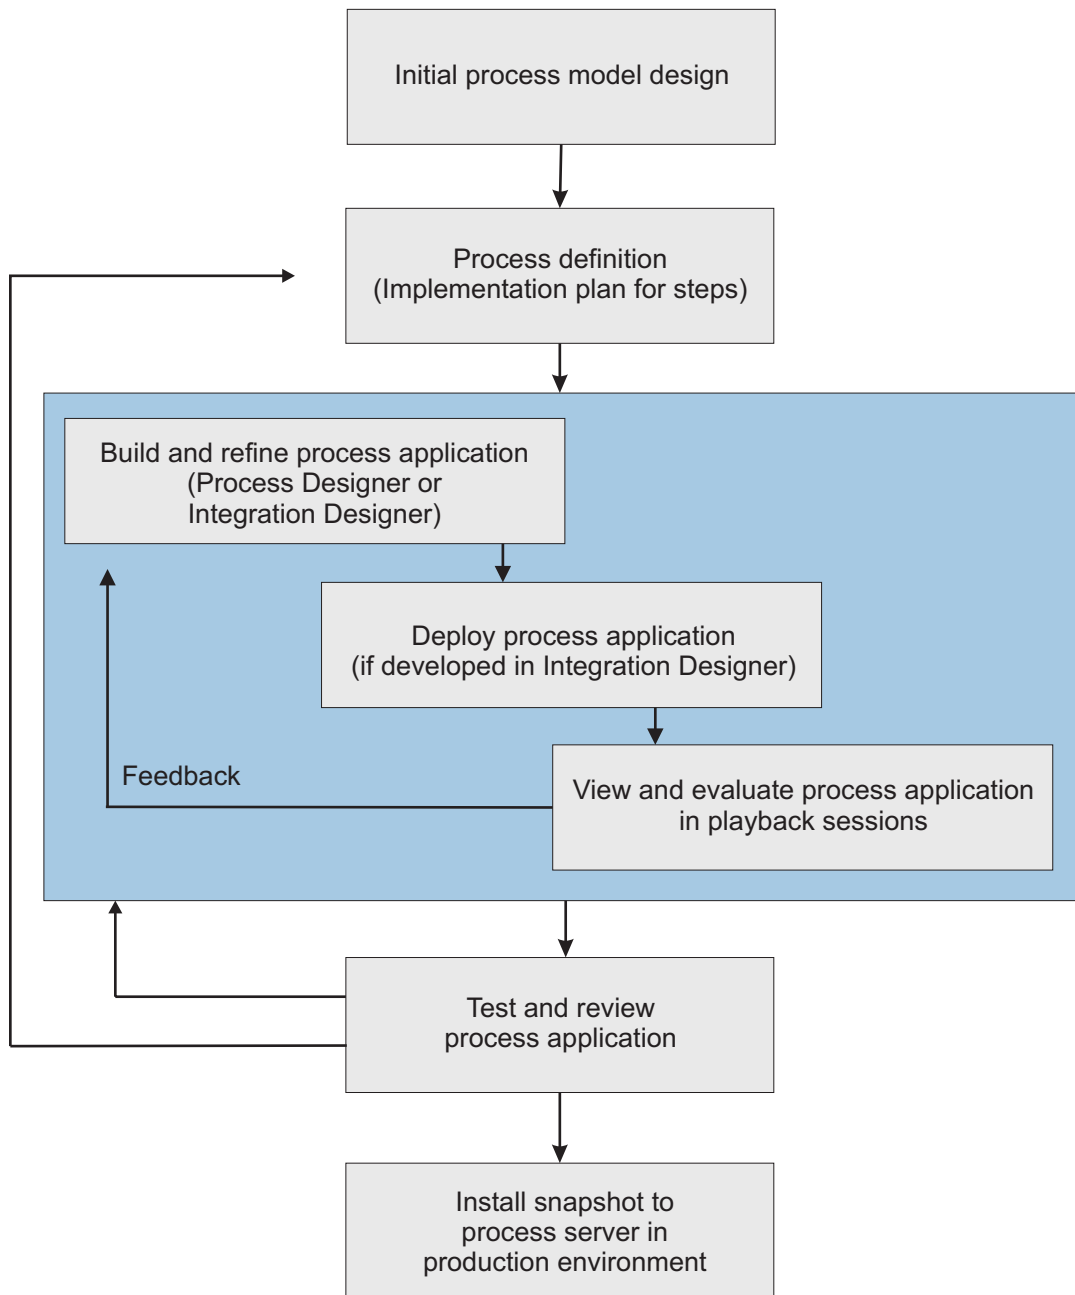 Initial process model design
Process definition
(Implementation plan for steps)
Build and refine process application
(Process Designer or
Integration Designer)
Deploy process application
(if developed in Integration Designer)
View and evaluate process application
in playback sessions
Feedback
Test and review
process application
Install snapshot to
process server in
production environment